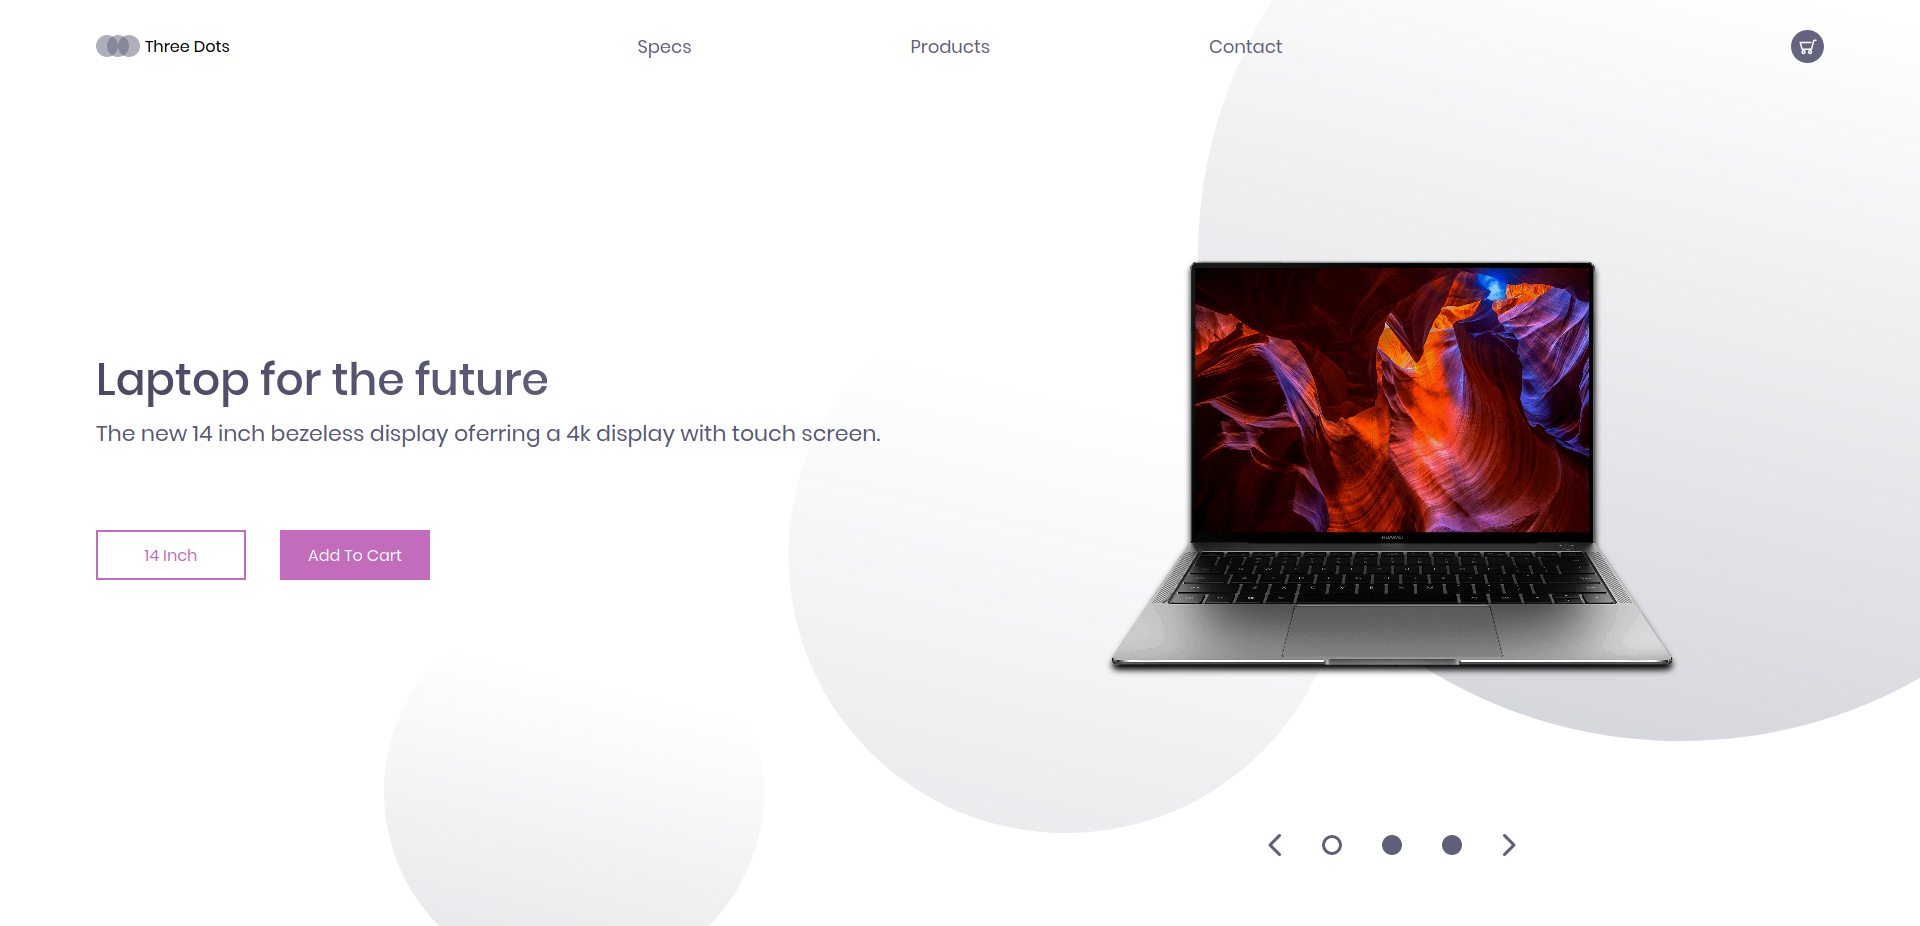 Three Dots
Specs
Products
Contact
Laptop for the future
The new 14 inch bezeless display oferring a 4k display with touch screen.
14 Inch
Add To Cart
HUAWEI